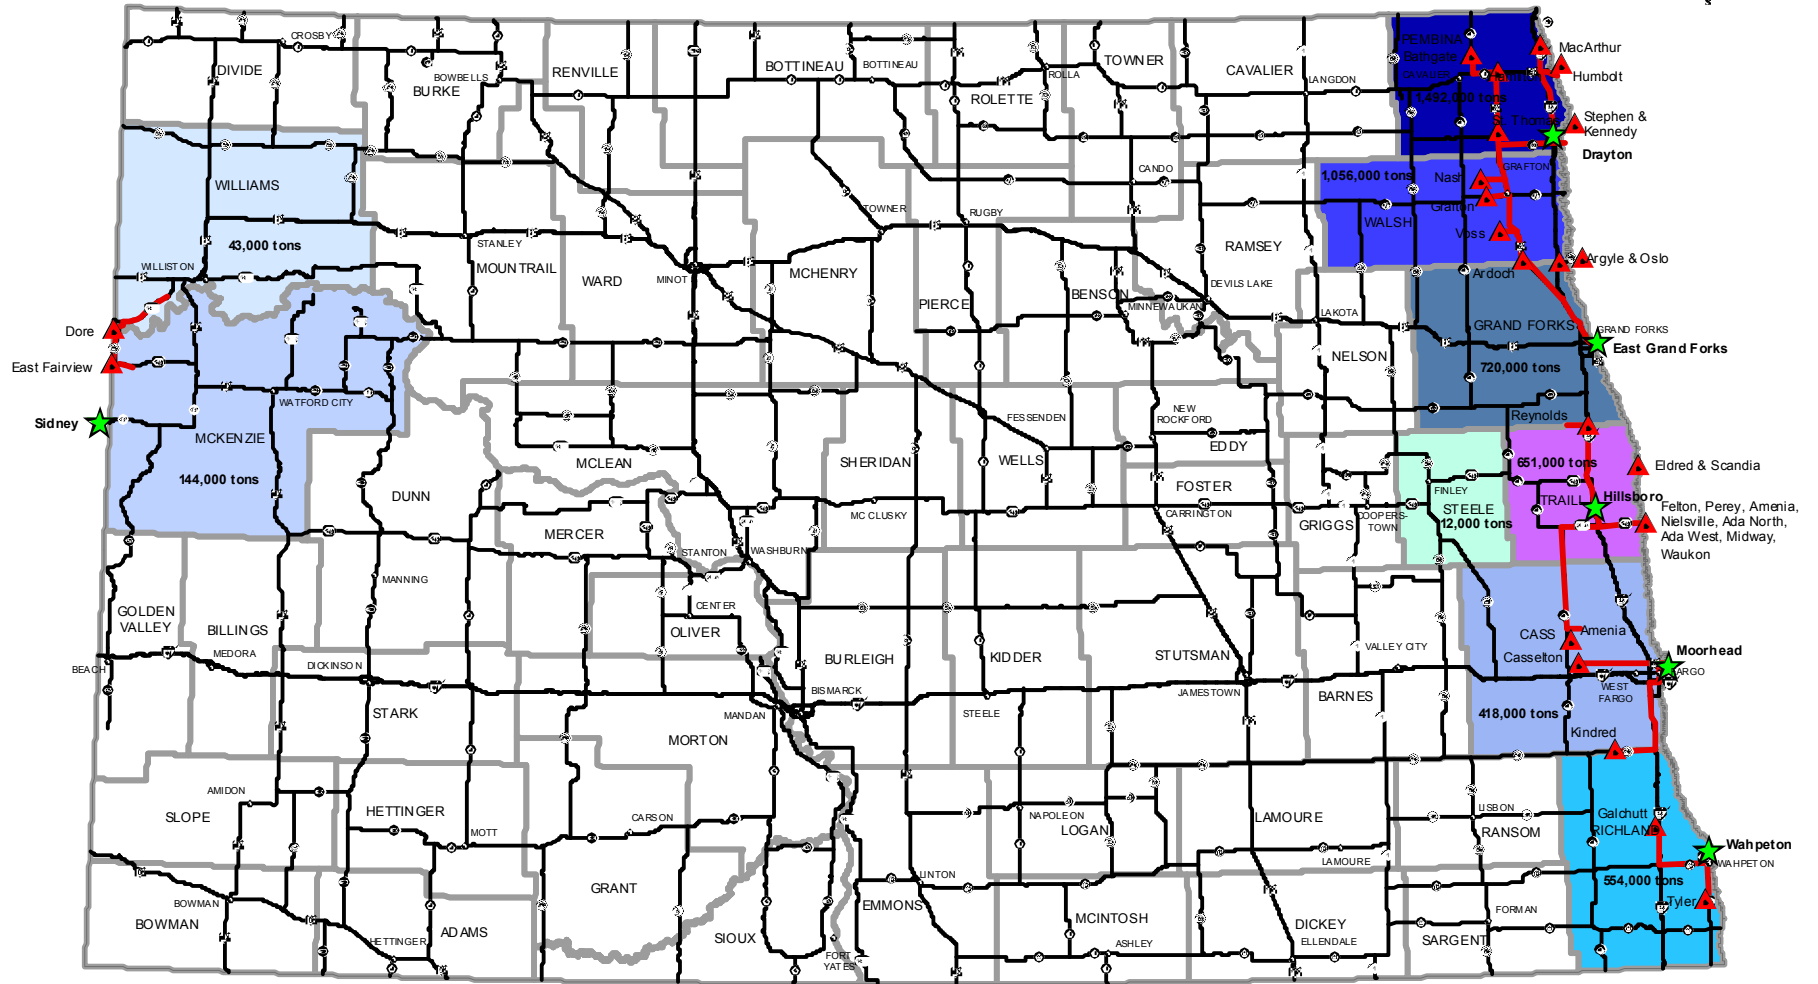 CROSBY
DIVIDE
BOWBELLS
BURKE
RENVILLE
BOTTINEAU
BOTTINEAU
ROLLA
TOWNER
ROLETTE
CAVALIER
LANGDON
PEMBINA
Bathgate
CAVALIER
1,492,000 tons
MacArthur
Humbolt
Stephen &
Kennedy
St. Thomas
Drayton
WILLIAMS
43,000 tons
WILLISTON
STANLEY
MOUNTRAIL
WARD
MINOT
TOWNER
MCHENRY
RUGBY
PIERCE
CANDO
BENSON
MINNEWAUKAN
RAMSEY
DEVILS LAKE
1,056,000 tons
Nash
GRAFTON
Grafton
WALSH
Voss
Ardoch
Argyle & Oslo
LAKOTA
NELSON
GRAND FORKS
GRAND FORKS
East Grand Forks
720,000 tons
Reynolds
Dore
East Fairview
Sidney
WATFORD CITY
MCKENZIE
144,000 tons
DUNN
MCLEAN
MERCER
STANTON
WASHBURN
SHERIDAN
MC CLUSKY
FESSENDEN
WELLS
NEW
ROCKFORD
EDDY
FOSTER
CARRINGTON
GRIGGS
COOPERS-
TOWN
FINLEY
STEELE
12,000 tons
651,000 tons
TRAILL
Hillsboro
Eldred & Scandia
Felton, Perey, Amenia,
Nielsville, Ada North,
Ada West, Midway,
Waukon
MANNING
GOLDEN
VALLEY
BILLINGS
MEDORA
BEACH
DICKINSON
STARK
CENTER
OLIVER
BURLEIGH
BISMARCK
MANDAN
MORTON
KIDDER
STEELE
STUTSMAN
JAMESTOWN
VALLEY CITY
BARNES
CASS
Amenia
Casselton
Moorhead
FARGO
WEST
FARGO
418,000 tons
Kindred
AMIDON
SLOPE
HETTINGER
MOTT
CARSON
GRANT
BOWMAN
BOWMAN
HETTINGER
ADAMS
SIOUX
FORT
YATES
LINTON
EMMONS
NAPOLEON
LOGAN
MCINTOSH
ASHLEY
LAMOURE
LAMOURE
DICKEY
ELLENDALE
LISBON
RANSOM
FORMAN
SARGENT
Galchutt
RICHLAND
Wahpeton
WAHPETON
554,000 tons
Tyler